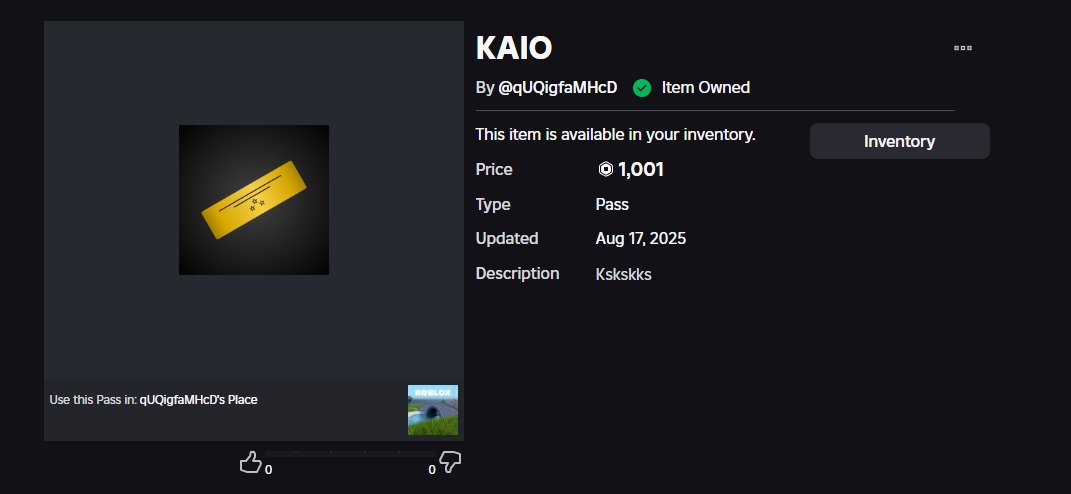 KAIO
By @qUQigfaMHcD Item Owned
This item is available in your inventory.
Inventory
Price 1,001
Type Pass
Updated Aug 17, 2025
Description Kskskks
Use this Pass in: qUQigfaMHcD's Place
ROBLOX
0 0